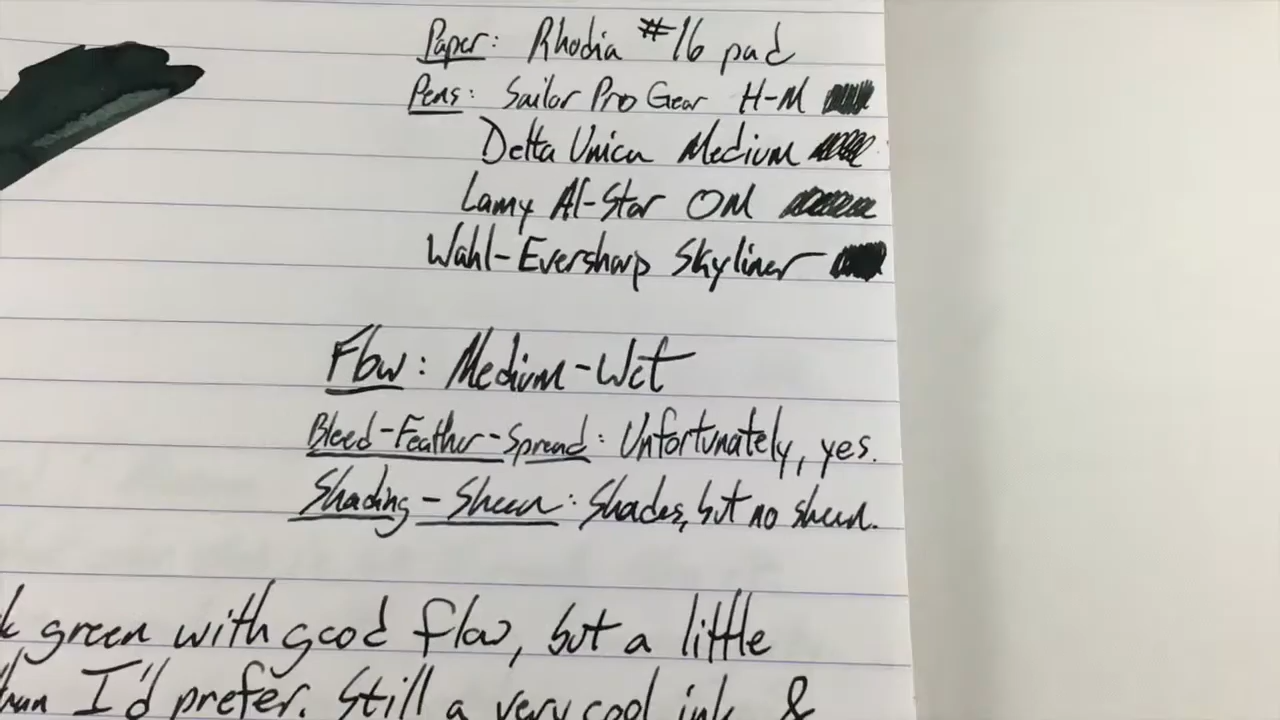 Paper: Rhodia #16 pad
Pens: Sailor Pro Gear H-M
Delta Unica Medium
Lamy Al-Star OM
Wahl-Eversharp Skyliner
Flow: Medium-Wet
Bleed-Feather-Spread: Unfortunately, yes.
Shading-Sheen: Shades, but no sheen.
green with good flow, but a little
I'd prefer. Still a very cool ink &